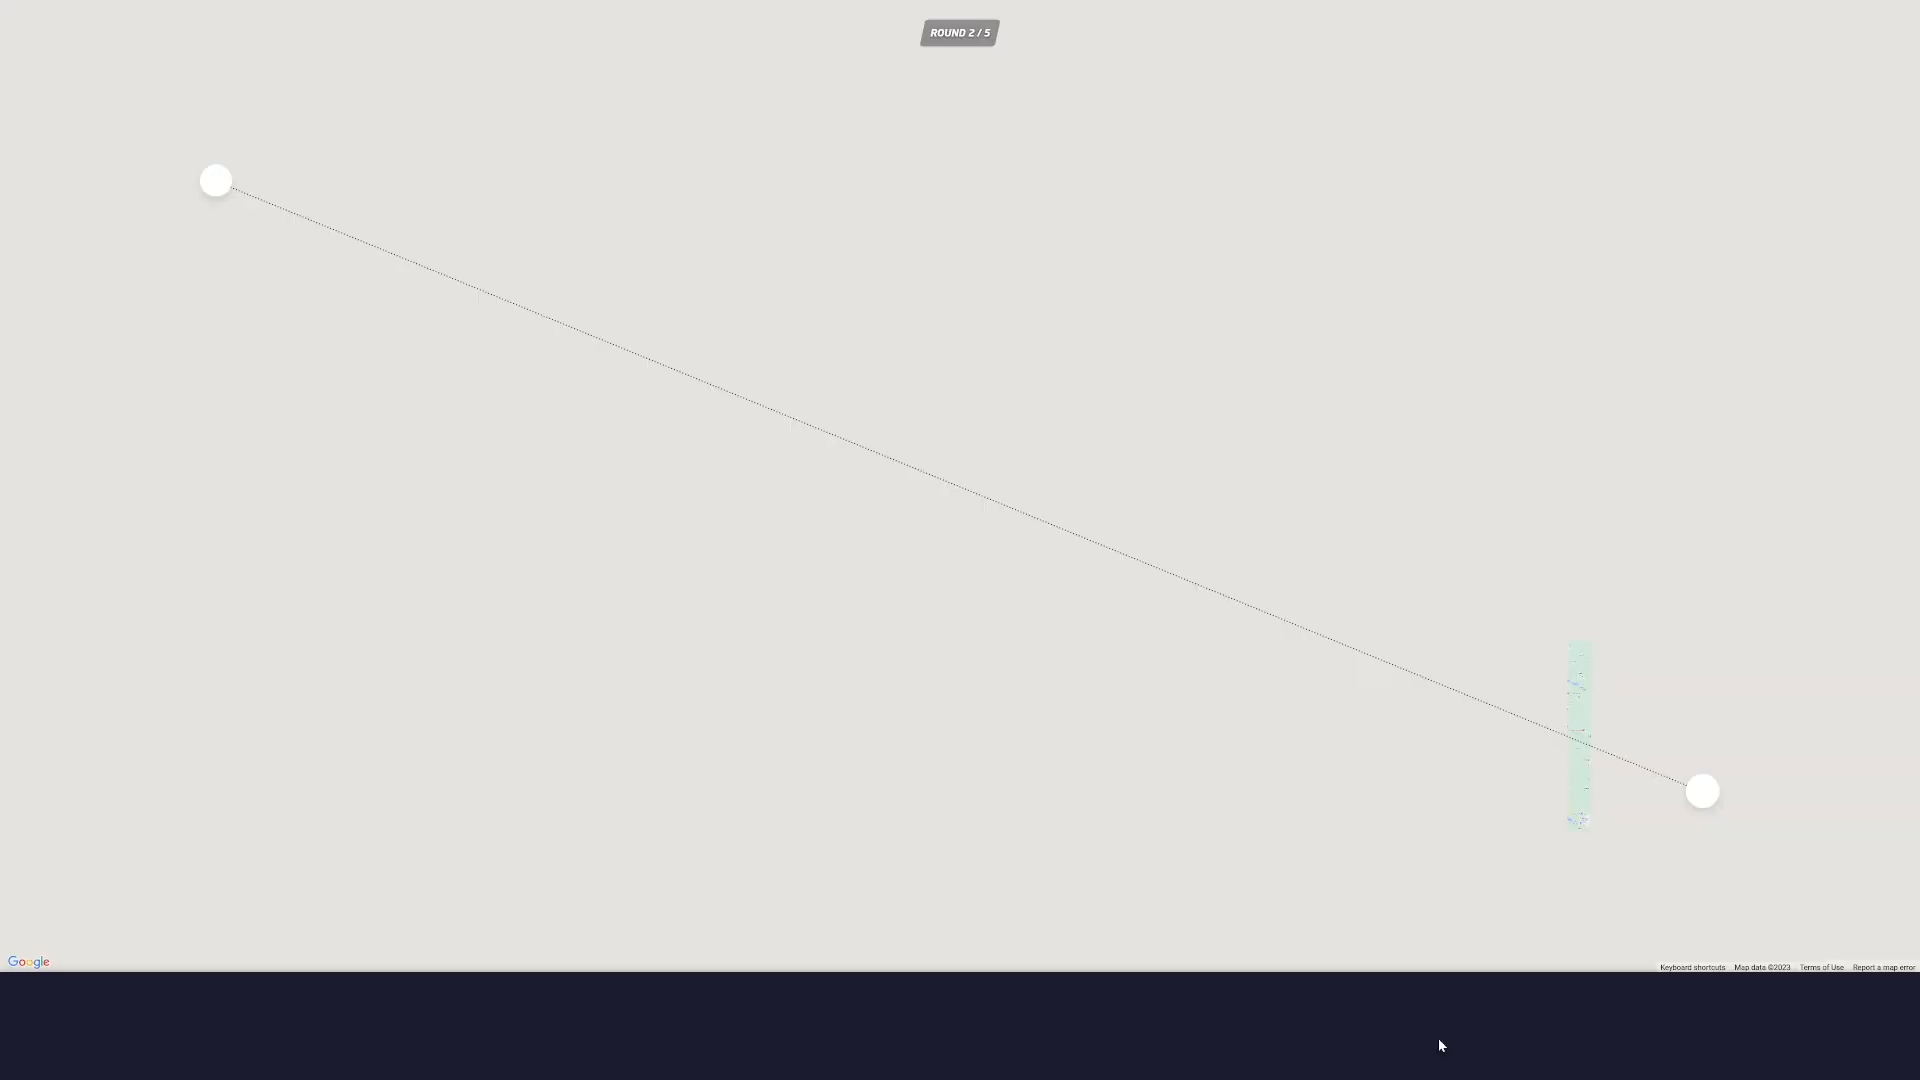 ROUND 2 / 5
Google
Keyboard shortcuts
Map data ©2023
Terms of Use
Report a map error